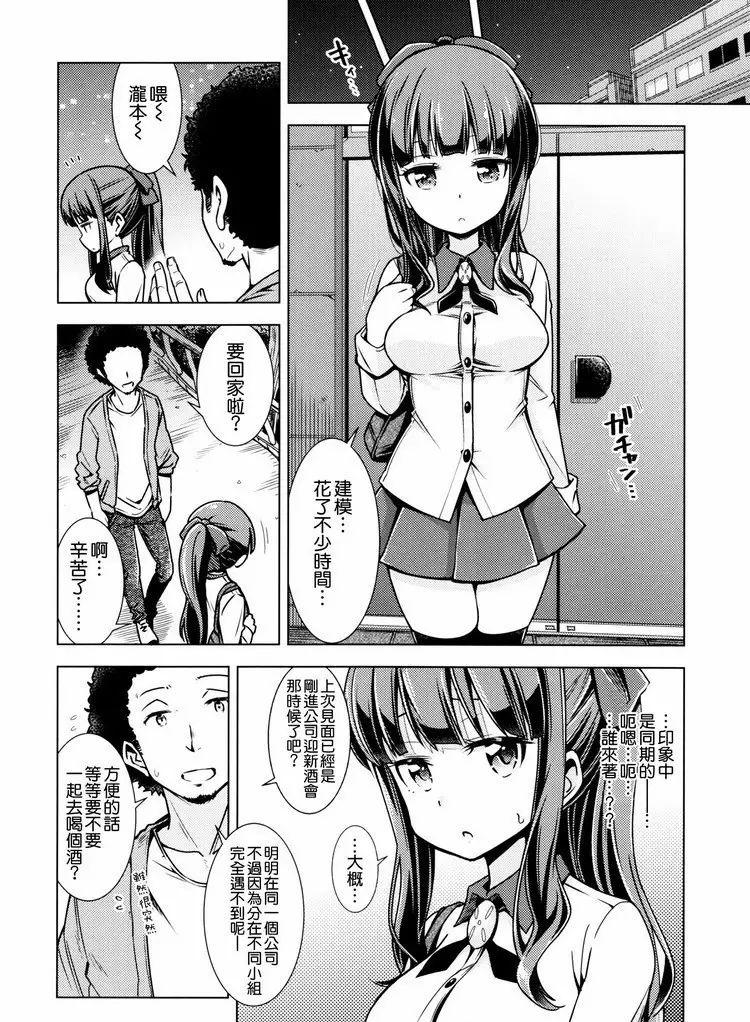 キィ…
ガチャン
建模…
花了不少時間…
喂~
瀧本~
要回家啦？
啊…
辛苦了……
…印象中
是同期的——
呃嗯…呃…
…誰來著…？？
上次見面已經是
剛進公司迎新酒會
那時候了吧？
…大概…
明明在同一個公司
不過因為分在不同小組
完全遇不到呢—
方便的話
等等要不要
一起去喝個酒？
雖然很突然